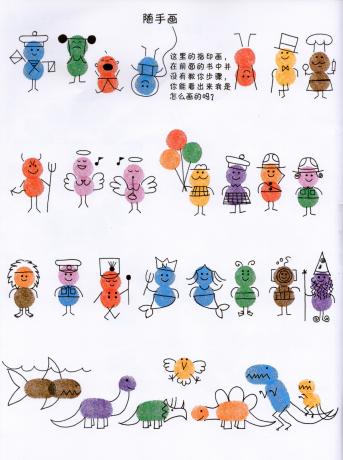 随手画
这里的指印画，
在前面的书中并
没有教你步骤，
你能看出来我是
怎么画的吗？